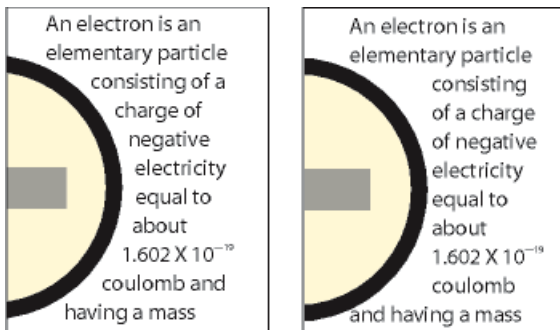 An electron is an
elementary particle
consisting of a
charge of
negative
electricity
equal to
about
1.602 X 10⁻¹⁹
coulomb and
having a mass
An electron is an
elementary particle
consisting
of a charge
of negative
electricity
equal to
about
1.602 X 10⁻¹⁹
coulomb
and having a mass